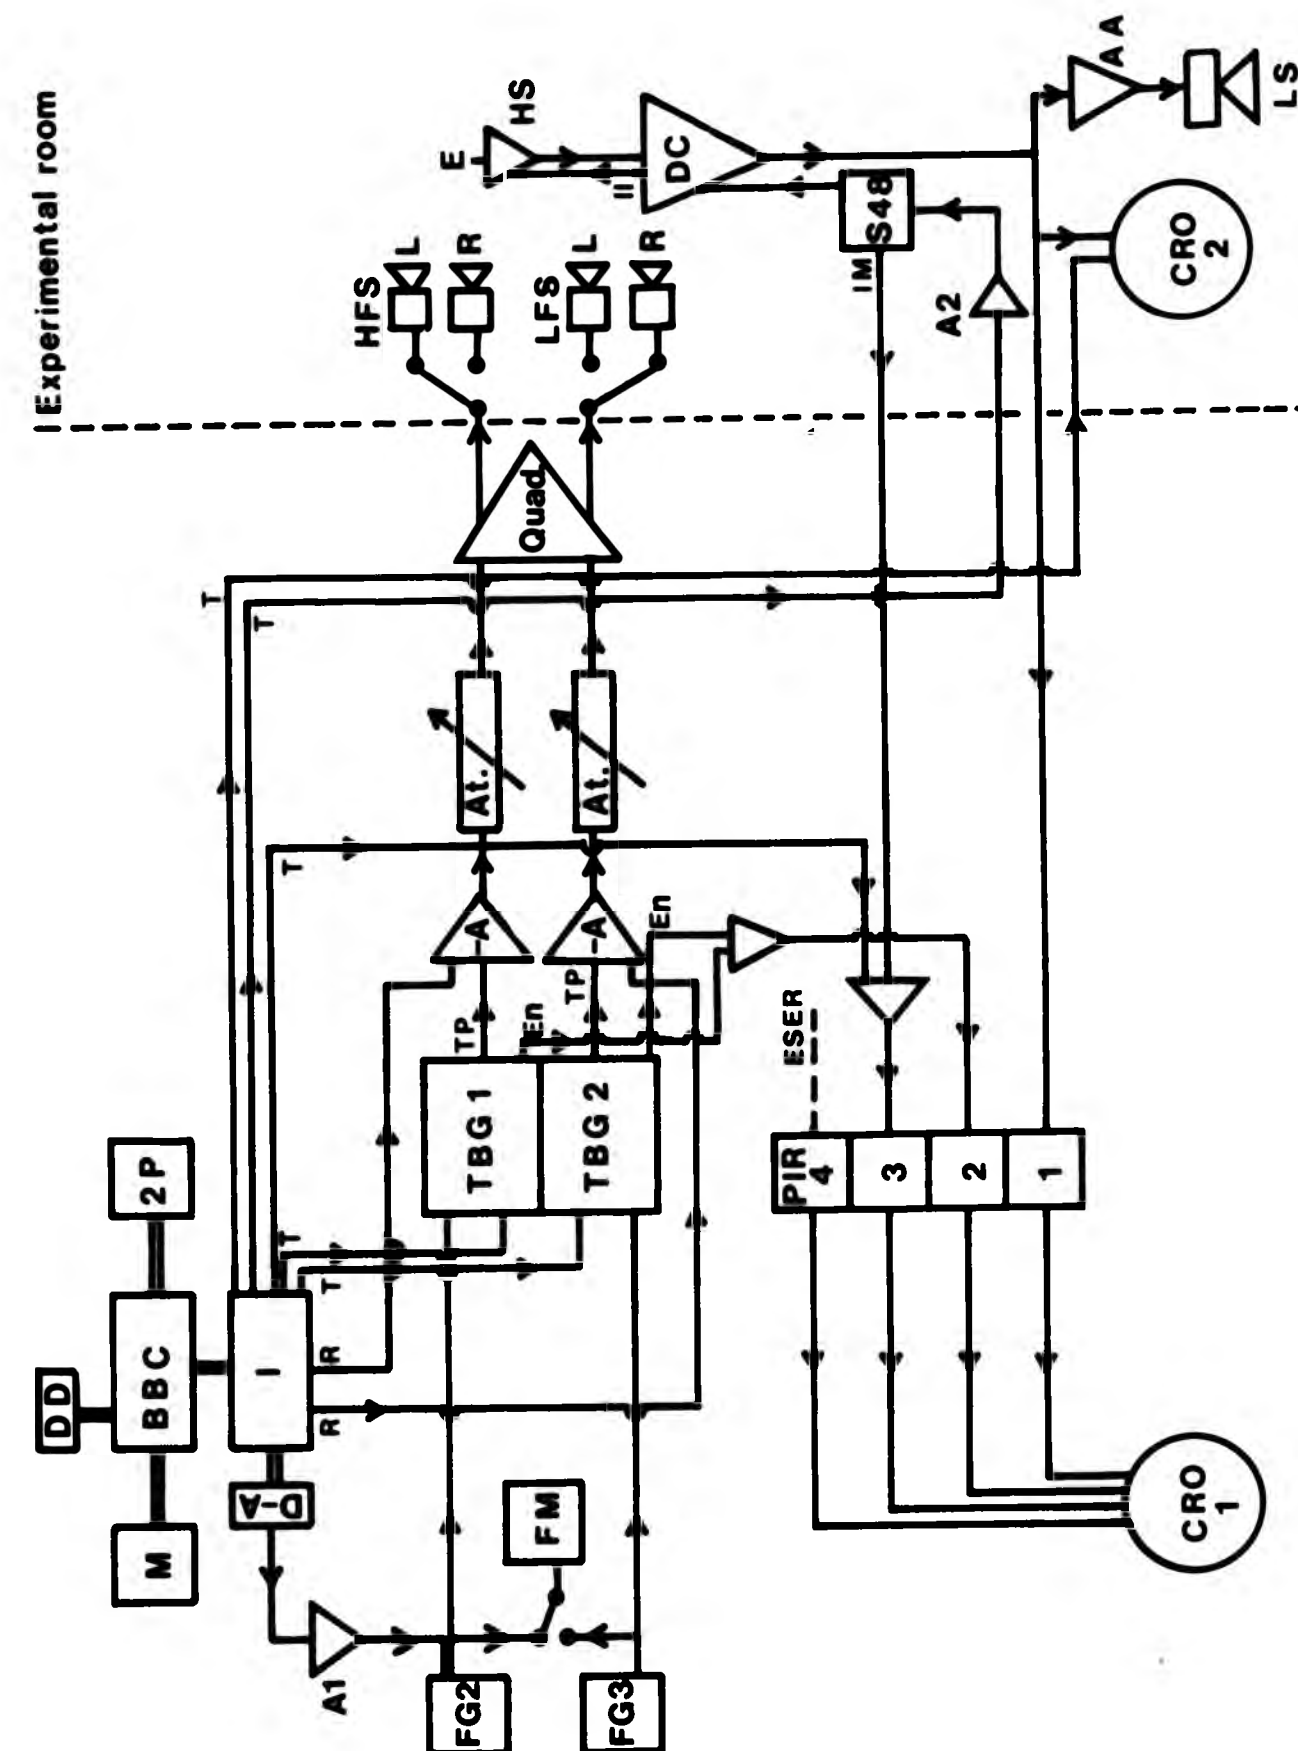 Experimental room
DD
M
BBC
2P
D-A
I
R
R
T
T
T
T
T
A1
FG2
FG3
FM
TBG 1
TBG 2
TP
En
TP
En
-A
-A
At.
At.
Quad
HFS
L
R
LFS
L
R
E
HS
II
DC
S48
IM
A2
AA
LS
CRO
2
ESER
PIR
4
3
2
1
CRO
1